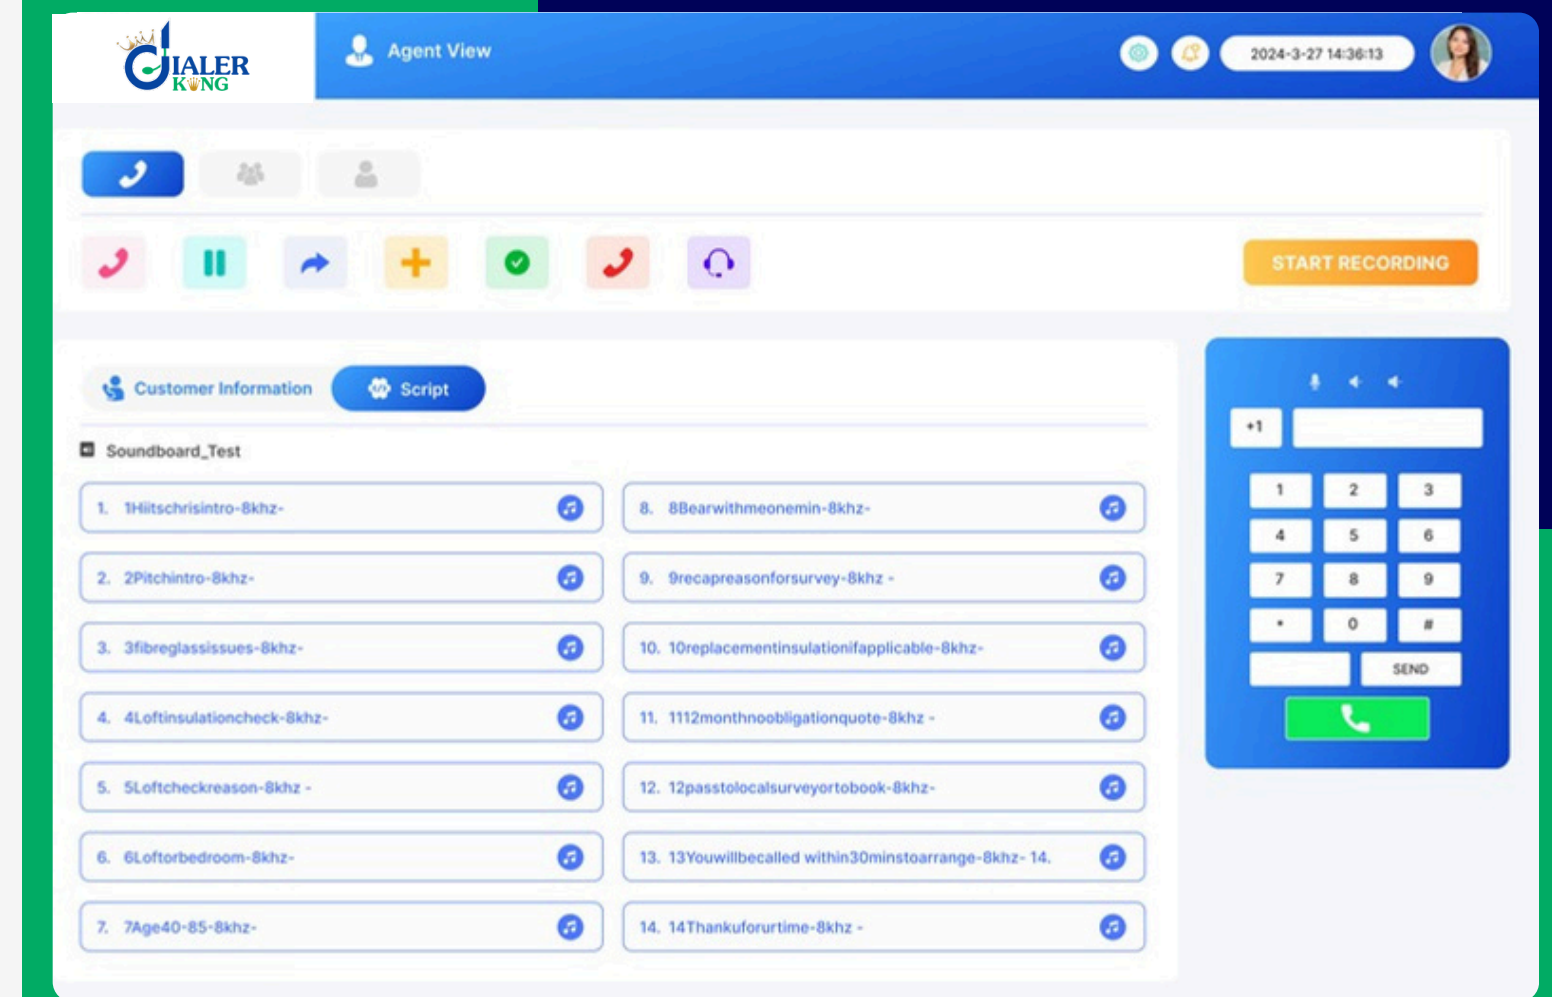 DIALER
KING
Agent View
2024-3-27 14:36:13
START RECORDING
Customer Information
Script
Soundboard_Test
1. 1Hiitschrisintro-8khz-
2. 2Pitchintro-8khz-
3. 3fibreglassissues-8khz-
4. 4Loftinsulationcheck-8khz-
5. 5Loftcheckreason-8khz -
6. 6Loftorbedroom-8khz-
7. 7Age40-85-8khz-
8. 8Bearwithmeonemin-8khz-
9. 9recapreasonforsurvey-8khz -
10. 10replacementinsulationifapplicable-8khz-
11. 1112monthnoobligationquote-8khz -
12. 12passtolocalsurveyortobook-8khz-
13. 13Youwillbecalled within30minstoarrange-8khz- 14.
14. 14Thankuforurtime-8khz -
+1
1 2 3
4 5 6
7 8 9
* 0 #
SEND